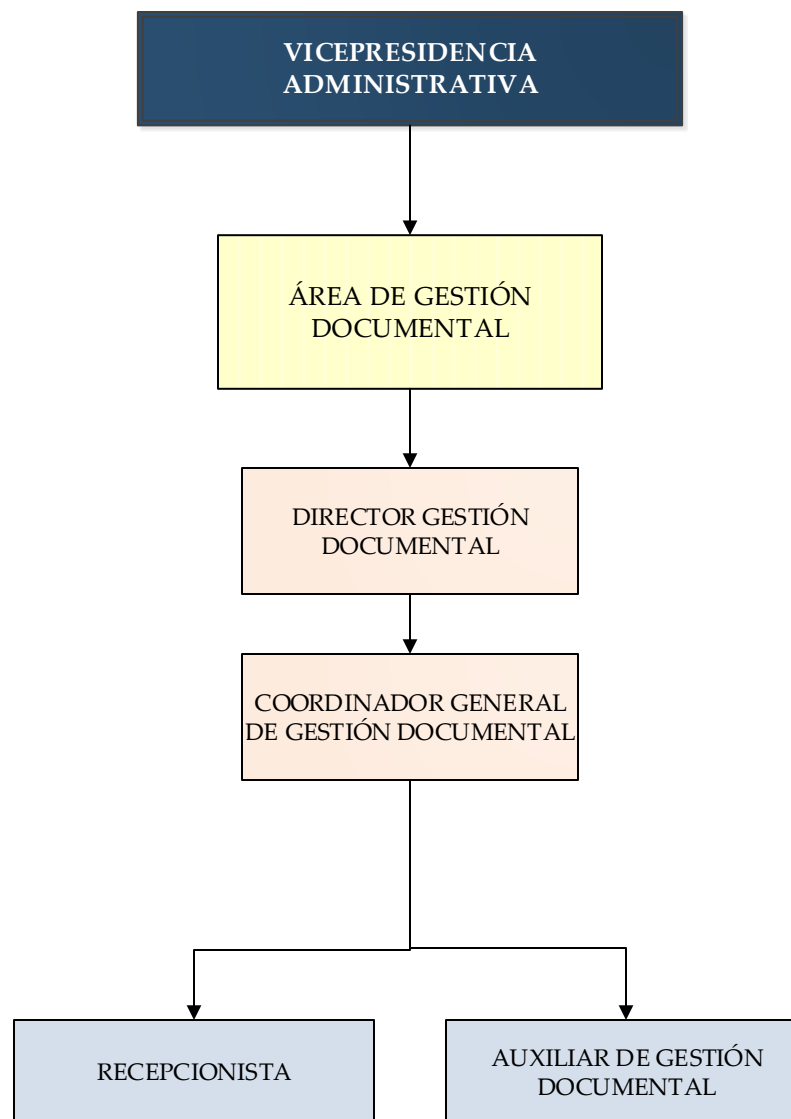 VICEPRESIDENCIA
ADMINISTRATIVA
ÁREA DE GESTIÓN
DOCUMENTAL
DIRECTOR GESTIÓN
DOCUMENTAL
COORDINADOR GENERAL
DE GESTIÓN DOCUMENTAL
RECEPCIONISTA
AUXILIAR DE GESTIÓN
DOCUMENTAL